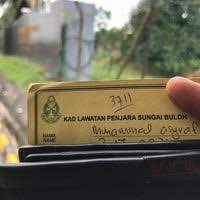 3711
KAD LAWATAN PENJARA SUNGAI BULOH
NAMA Muhammad asyraf
NAME